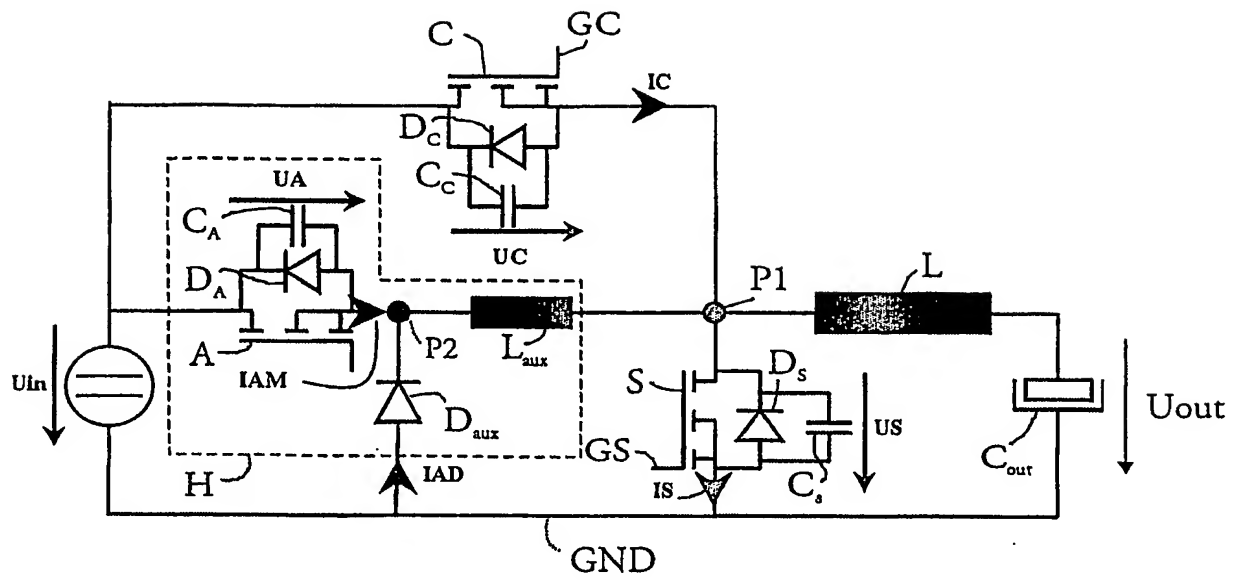 C
GC
IC
D_C
C_C
UC
UA
C_A
D_A
A
IAM
P2
L_aux
P1
L
Uin
D_aux
H
IAD
S
D_S
US
GS
IS
C_s
C_out
Uout
GND